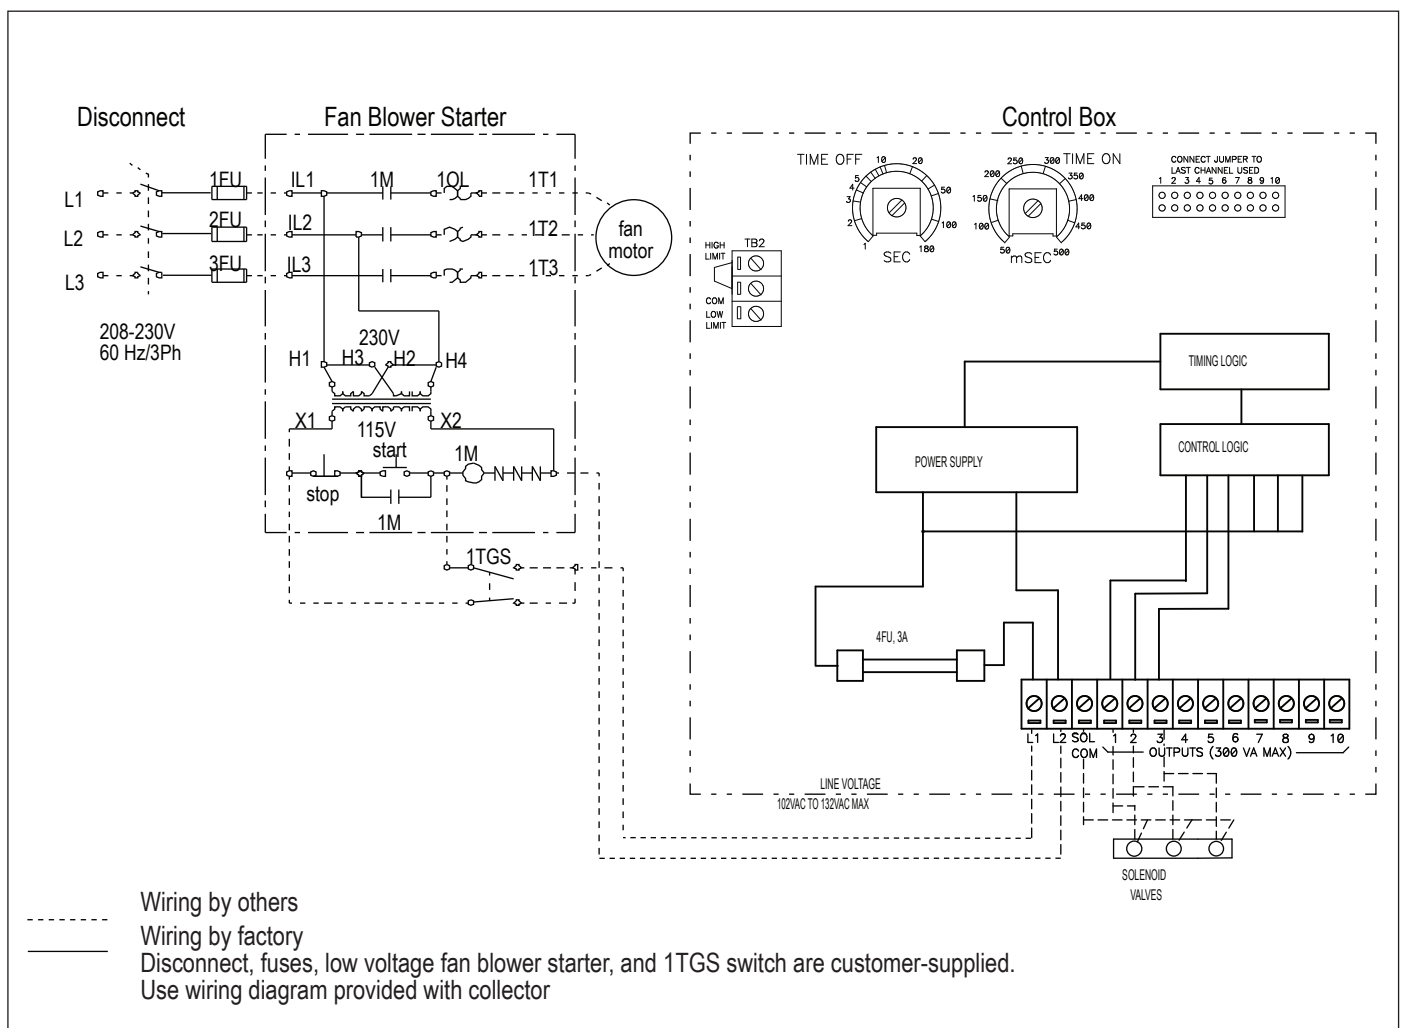 Disconnect
Fan Blower Starter
Control Box
L1
L2
L3
1FU
2FU
3FU
208-230V
60 Hz/3Ph
IL1
IL2
IL3
1M
1OL
1T1
1T2
1T3
fan
motor
230V
H1
H3
H2
H4
X1
115V
X2
start
1M
stop
1M
1TGS
TIME OFF
1
2
3
4
5
10
20
50
100
180
SEC
TIME ON
50
100
150
200
250
300
350
400
450
500
mSEC
CONNECT JUMPER TO
LAST CHANNEL USED
1 2 3 4 5 6 7 8 9 10
HIGH
LIMIT
TB2
COM
LOW
LIMIT
TIMING LOGIC
POWER SUPPLY
CONTROL LOGIC
4FU, 3A
L1 L2 SOL 1 2 3 4 5 6 7 8 9 10
COM OUTPUTS (300 VA MAX)
LINE VOLTAGE
102VAC TO 132VAC MAX
SOLENOID
VALVES
Wiring by others
Wiring by factory
Disconnect, fuses, low voltage fan blower starter, and 1TGS switch are customer-supplied.
Use wiring diagram provided with collector